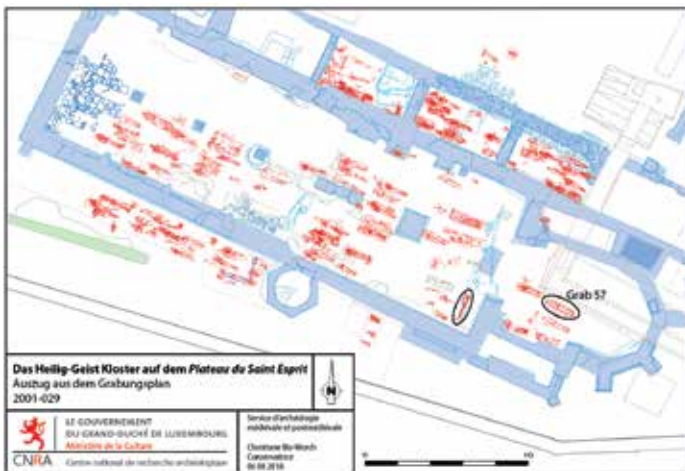 Grab 57
Das Heilig-Geist Kloster auf dem Plateau du Saint Esprit
Auszug aus dem Grabungsplan
2001-029
N
LE GOUVERNEMENT
DU GRAND-DUCHÉ DE LUXEMBOURG
Ministère de la Culture
CNRA
Centre national de recherche archéologique
Service d'archéologie
médiévale et postmédiévale
Christiane Bis-Worch
Conservatrice